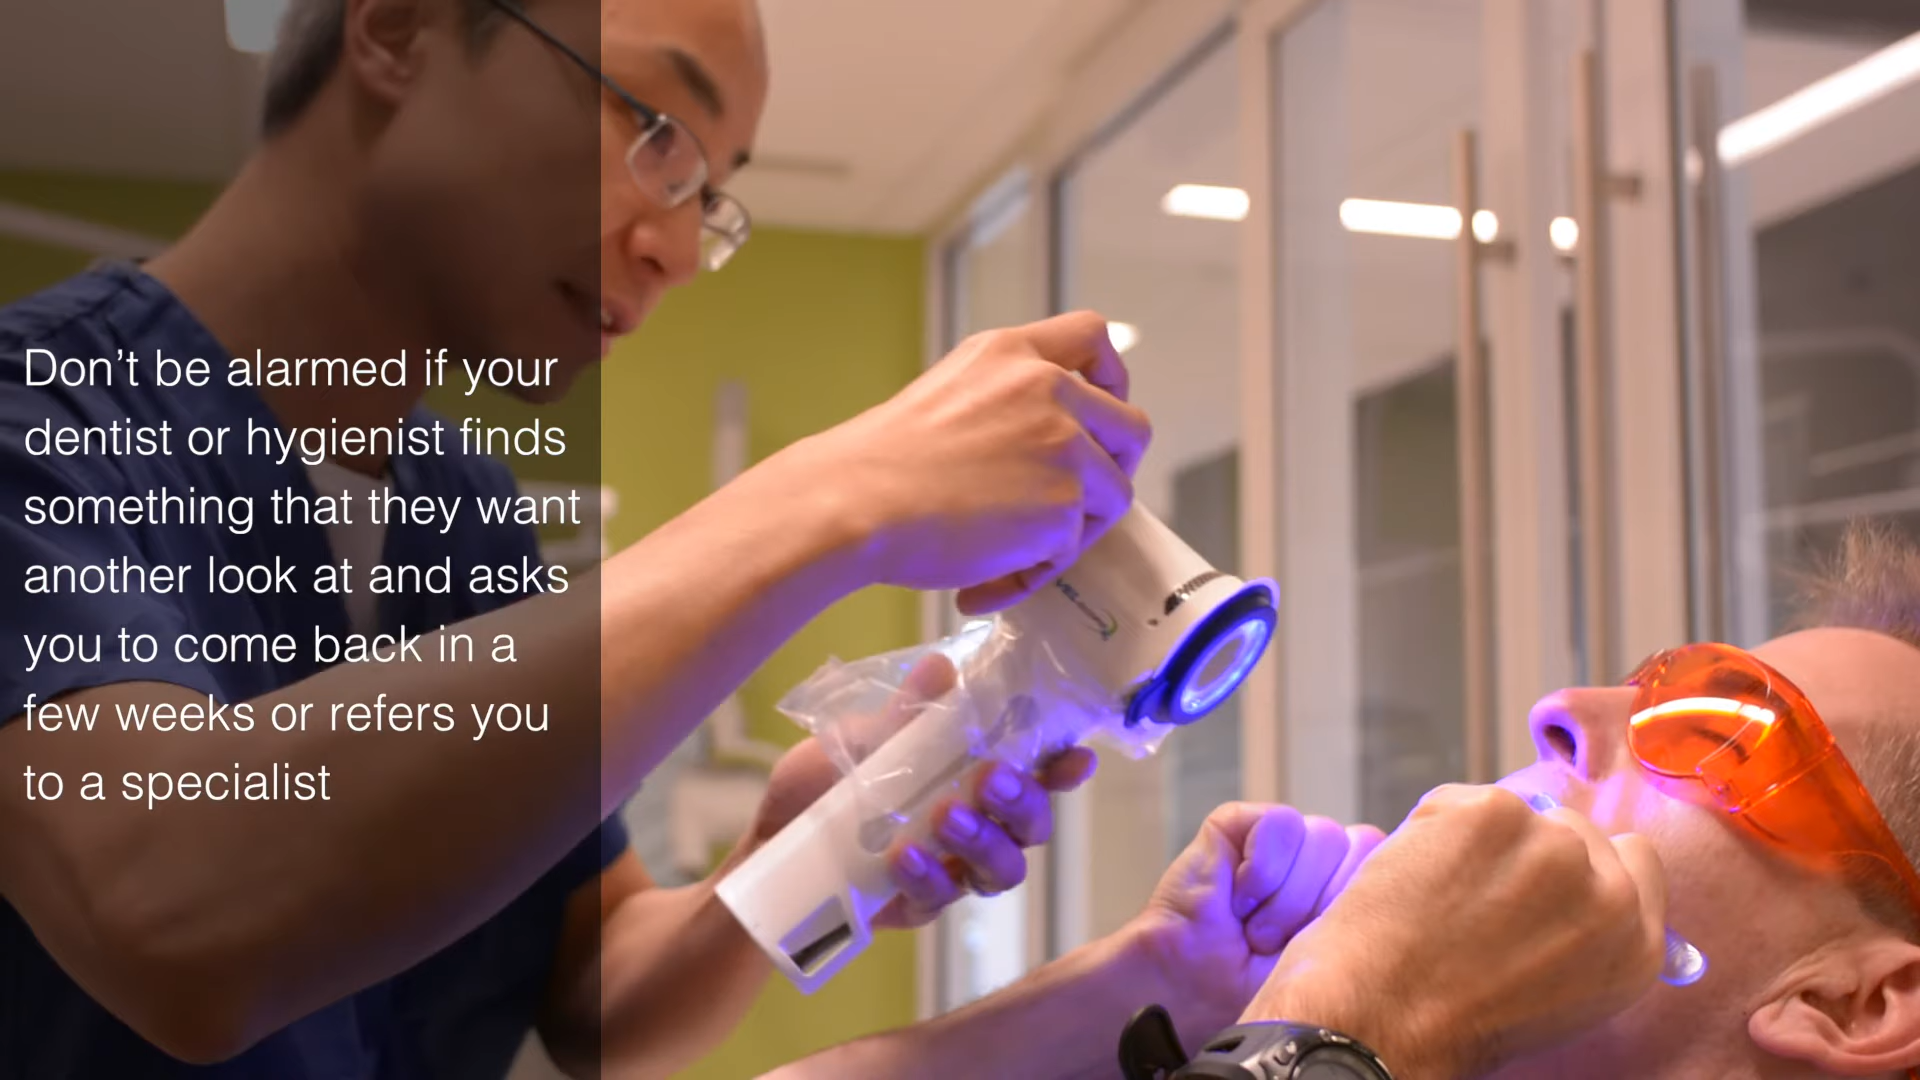 Don’t be alarmed if your
dentist or hygienist finds
something that they want
another look at and asks
you to come back in a
few weeks or refers you
to a specialist